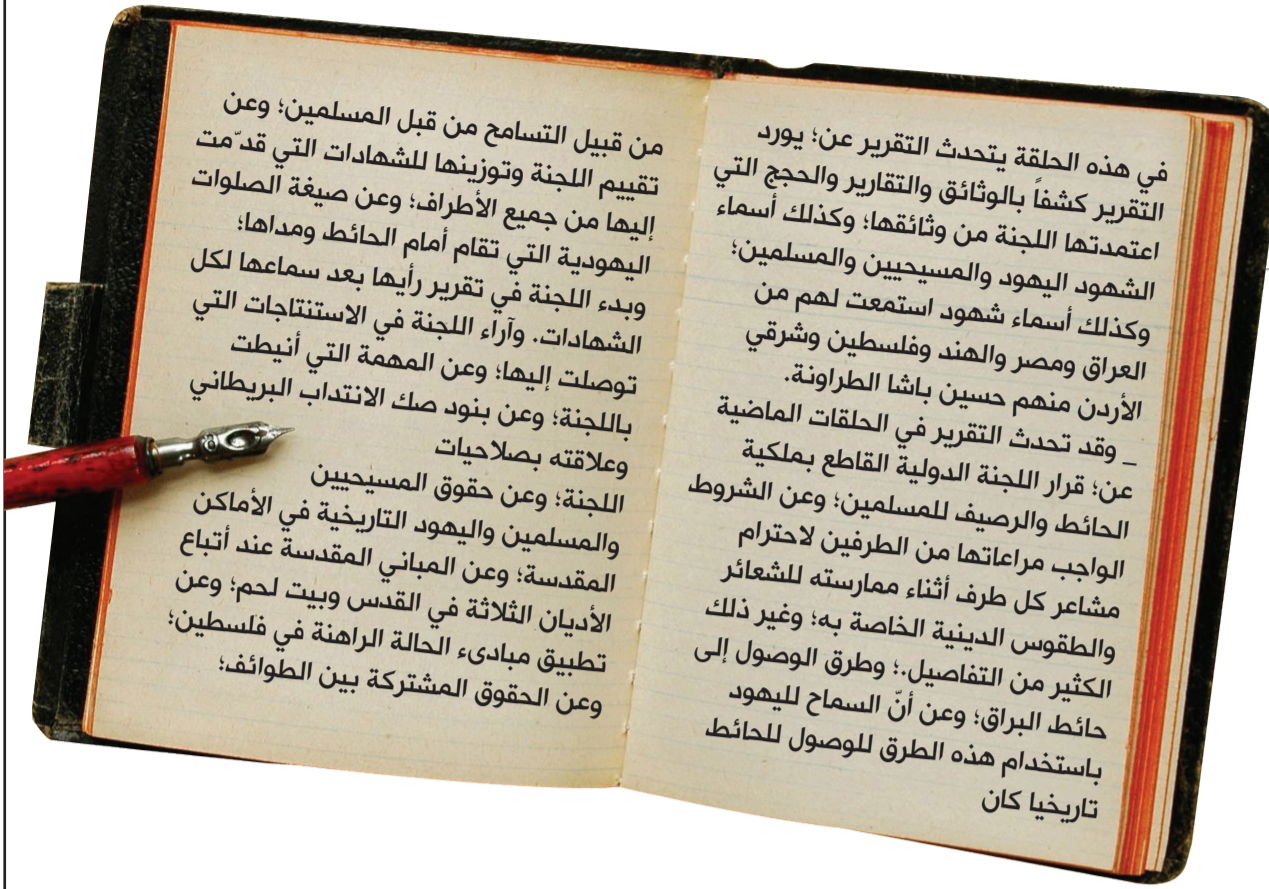 في هذه الحلقة يتحدث التقرير عن؛ يورد
التقرير كشفاً بالوثائق والتقارير والحجج التي
اعتمدتها اللجنة من وثائقها؛ وكذلك أسماء
الشهود اليهود والمسيحيين والمسلمين؛
وكذلك أسماء شهود استمعت لهم من
العراق ومصر والهند وفلسطين وشرقي
الأردن منهم حسين باشا الطراونة.
_ وقد تحدث التقرير في الحلقات الماضية
عن؛ قرار اللجنة الدولية القاطع بملكية
الحائط والرصيف للمسلمين؛ وعن الشروط
الواجب مراعاتها من الطرفين لاحترام
مشاعر كل طرف أثناء ممارسته للشعائر
والطقوس الدينية الخاصة به؛ وغير ذلك
الكثير من التفاصيل.؛ وطرق الوصول إلى
حائط البراق؛ وعن أنّ السماح لليهود
باستخدام هذه الطرق للوصول للحائط
تاريخيا كان
من قبيل التسامح من قبل المسلمين؛ وعن
تقييم اللجنة وتوزينها للشهادات التي قدّمت
إليها من جميع الأطراف؛ وعن صيغة الصلوات
اليهودية التي تقام أمام الحائط ومداها؛
وبدء اللجنة في تقرير رأيها بعد سماعها لكل
الشهادات. وآراء اللجنة في الاستنتاجات التي
توصلت إليها؛ وعن المهمة التي أنيطت
باللجنة؛ وعن بنود صك الانتداب البريطاني
وعلاقته بصلاحيات
اللجنة؛ وعن حقوق المسيحيين
والمسلمين واليهود التاريخية في الأماكن
المقدسة؛ وعن المباني المقدسة عند أتباع
الأديان الثلاثة في القدس وبيت لحم؛ وعن
تطبيق مبادىء الحالة الراهنة في فلسطين؛
وعن الحقوق المشتركة بين الطوائف؛